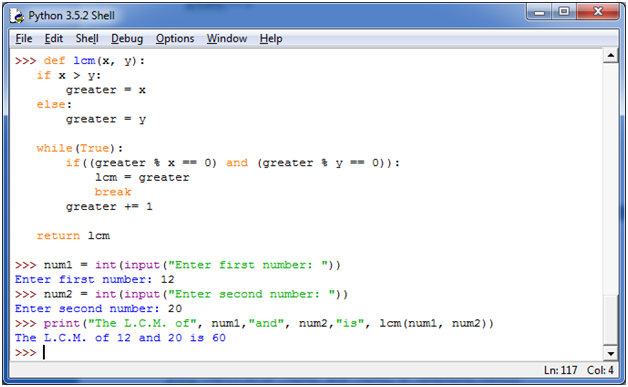 Python 3.5.2 Shell
File Edit Shell Debug Options Window Help
>>> def lcm(x, y):
   if x > y:
       greater = x
   else:
       greater = y

   while(True):
       if((greater % x == 0) and (greater % y == 0)):
           lcm = greater
           break
       greater += 1

   return lcm

>>> num1 = int(input("Enter first number: "))
Enter first number: 12
>>> num2 = int(input("Enter second number: "))
Enter second number: 20
>>> print("The L.C.M. of", num1,"and", num2,"is", lcm(num1, num2))
The L.C.M. of 12 and 20 is 60
>>>
Ln: 117 Col: 4